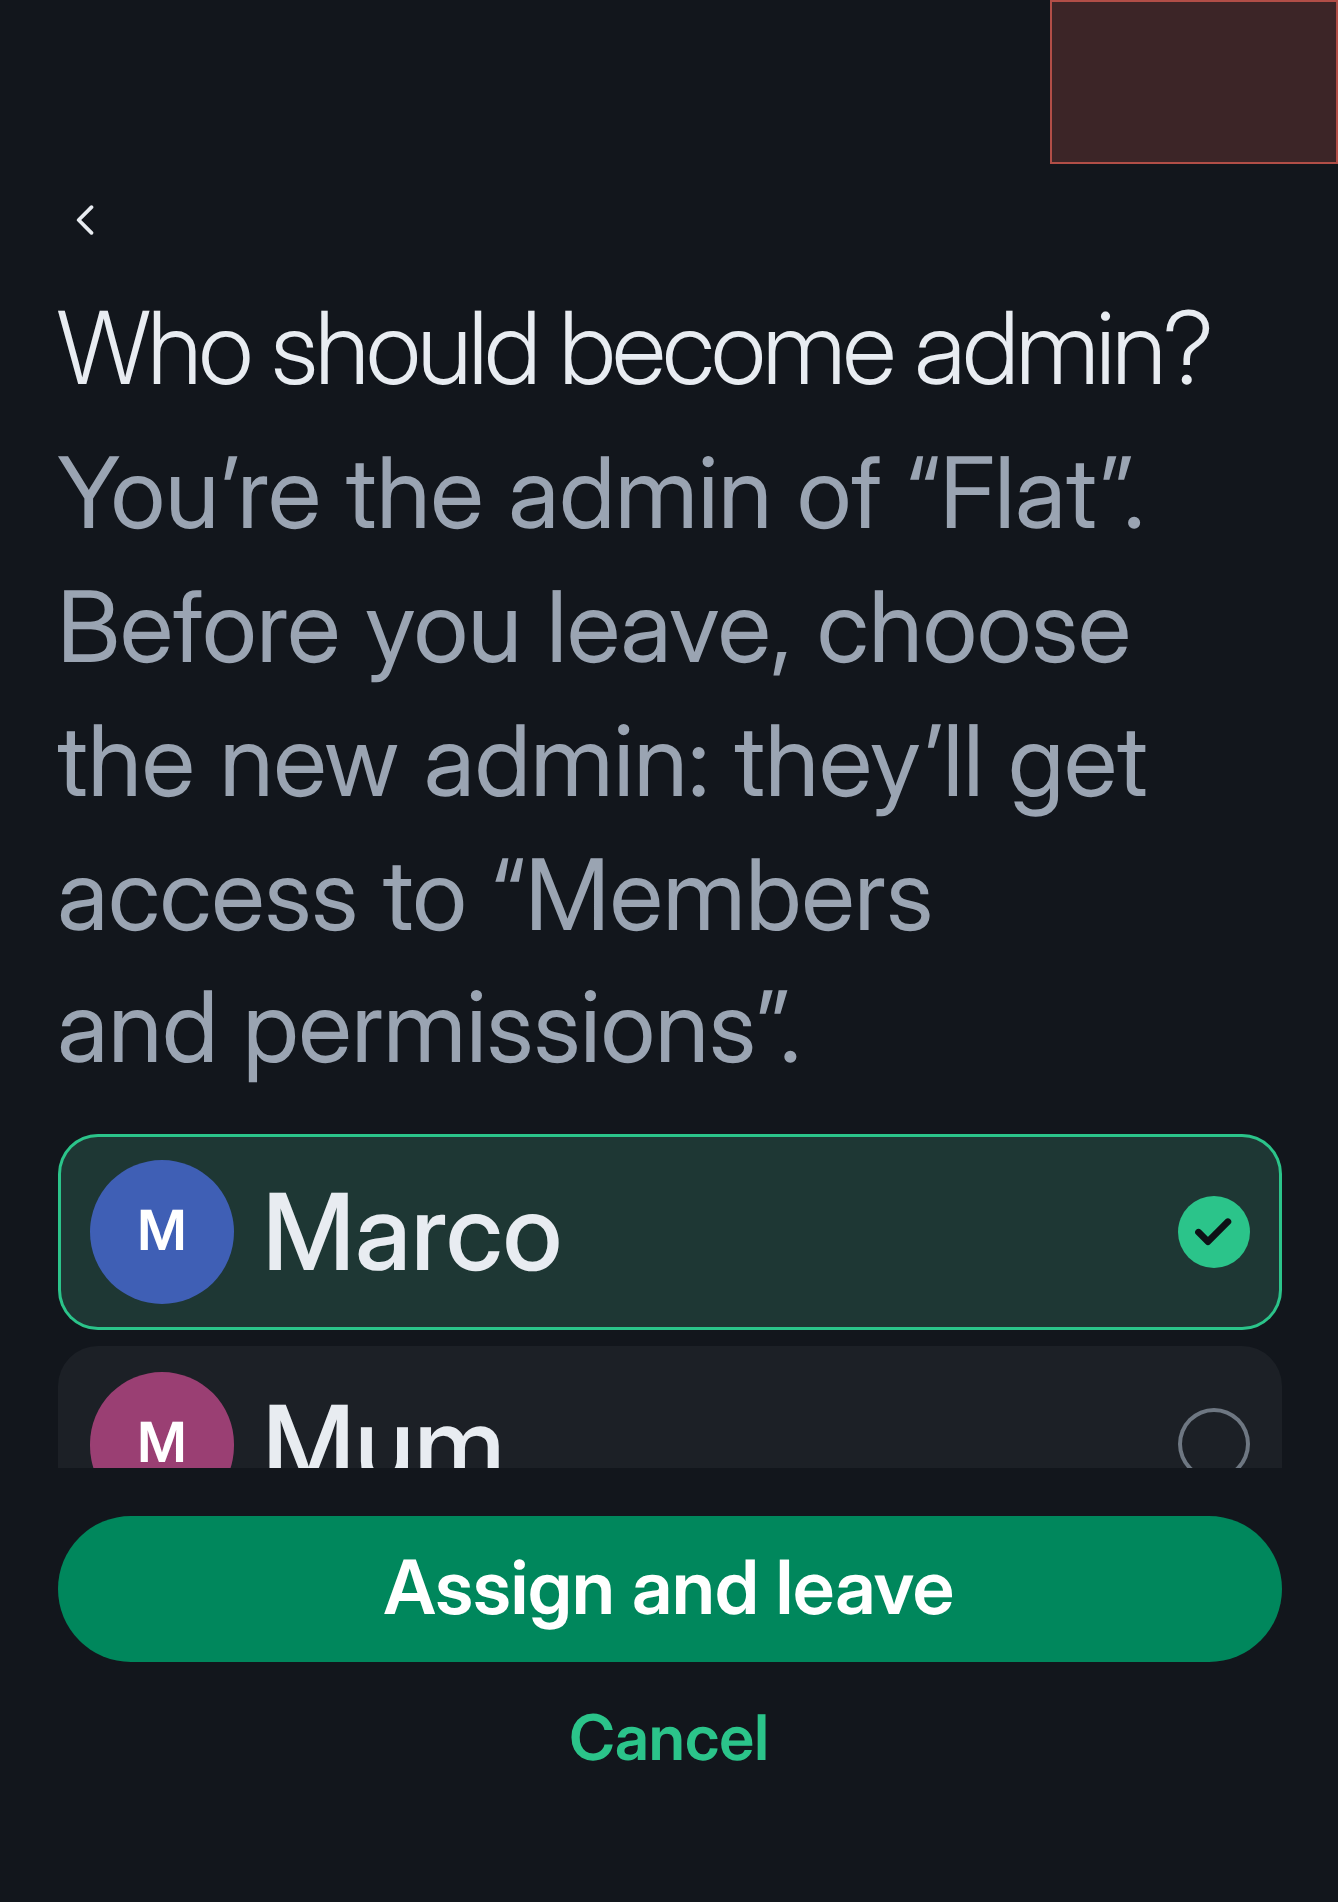 Who should become admin?
You’re the admin of “Flat”.
Before you leave, choose
the new admin: they’ll get
access to “Members
and permissions”.
M Marco
M Mum
Assign and leave
Cancel